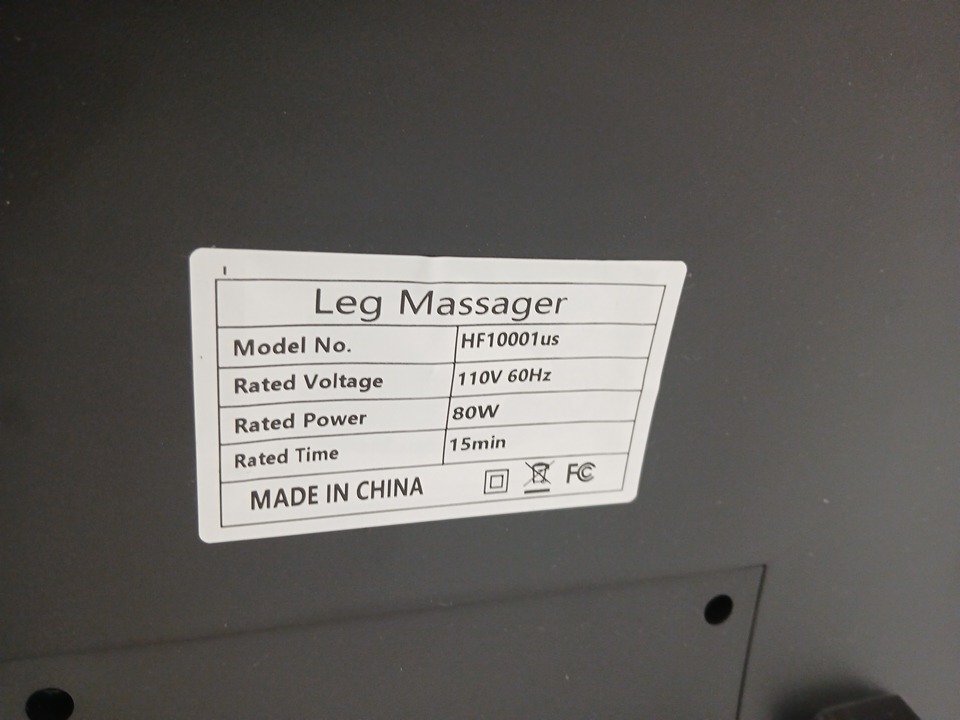 Leg Massager
Model No. HF10001us
Rated Voltage 110V 60Hz
Rated Power 80W
Rated Time 15min
MADE IN CHINA FC